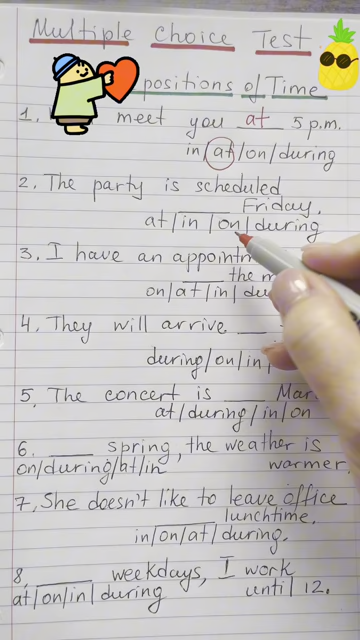 Multiple Choice Test
positions of Time
1. meet you at 5 p.m.
in/at/on/during
2. The party is scheduled
____ Friday.
at/in/on/during
3. I have an
____ the
on/at/in/
4. They will arrive ___
during/on/in/
5. The concert is ___
at/during/in/on
6. ___ spring, the weather is
on/during/at/in warmer.
7. She doesn't like to leave office
____ lunchtime.
in/on/at/during.
8. ____ weekdays, I work
at/on/in/during until 12.